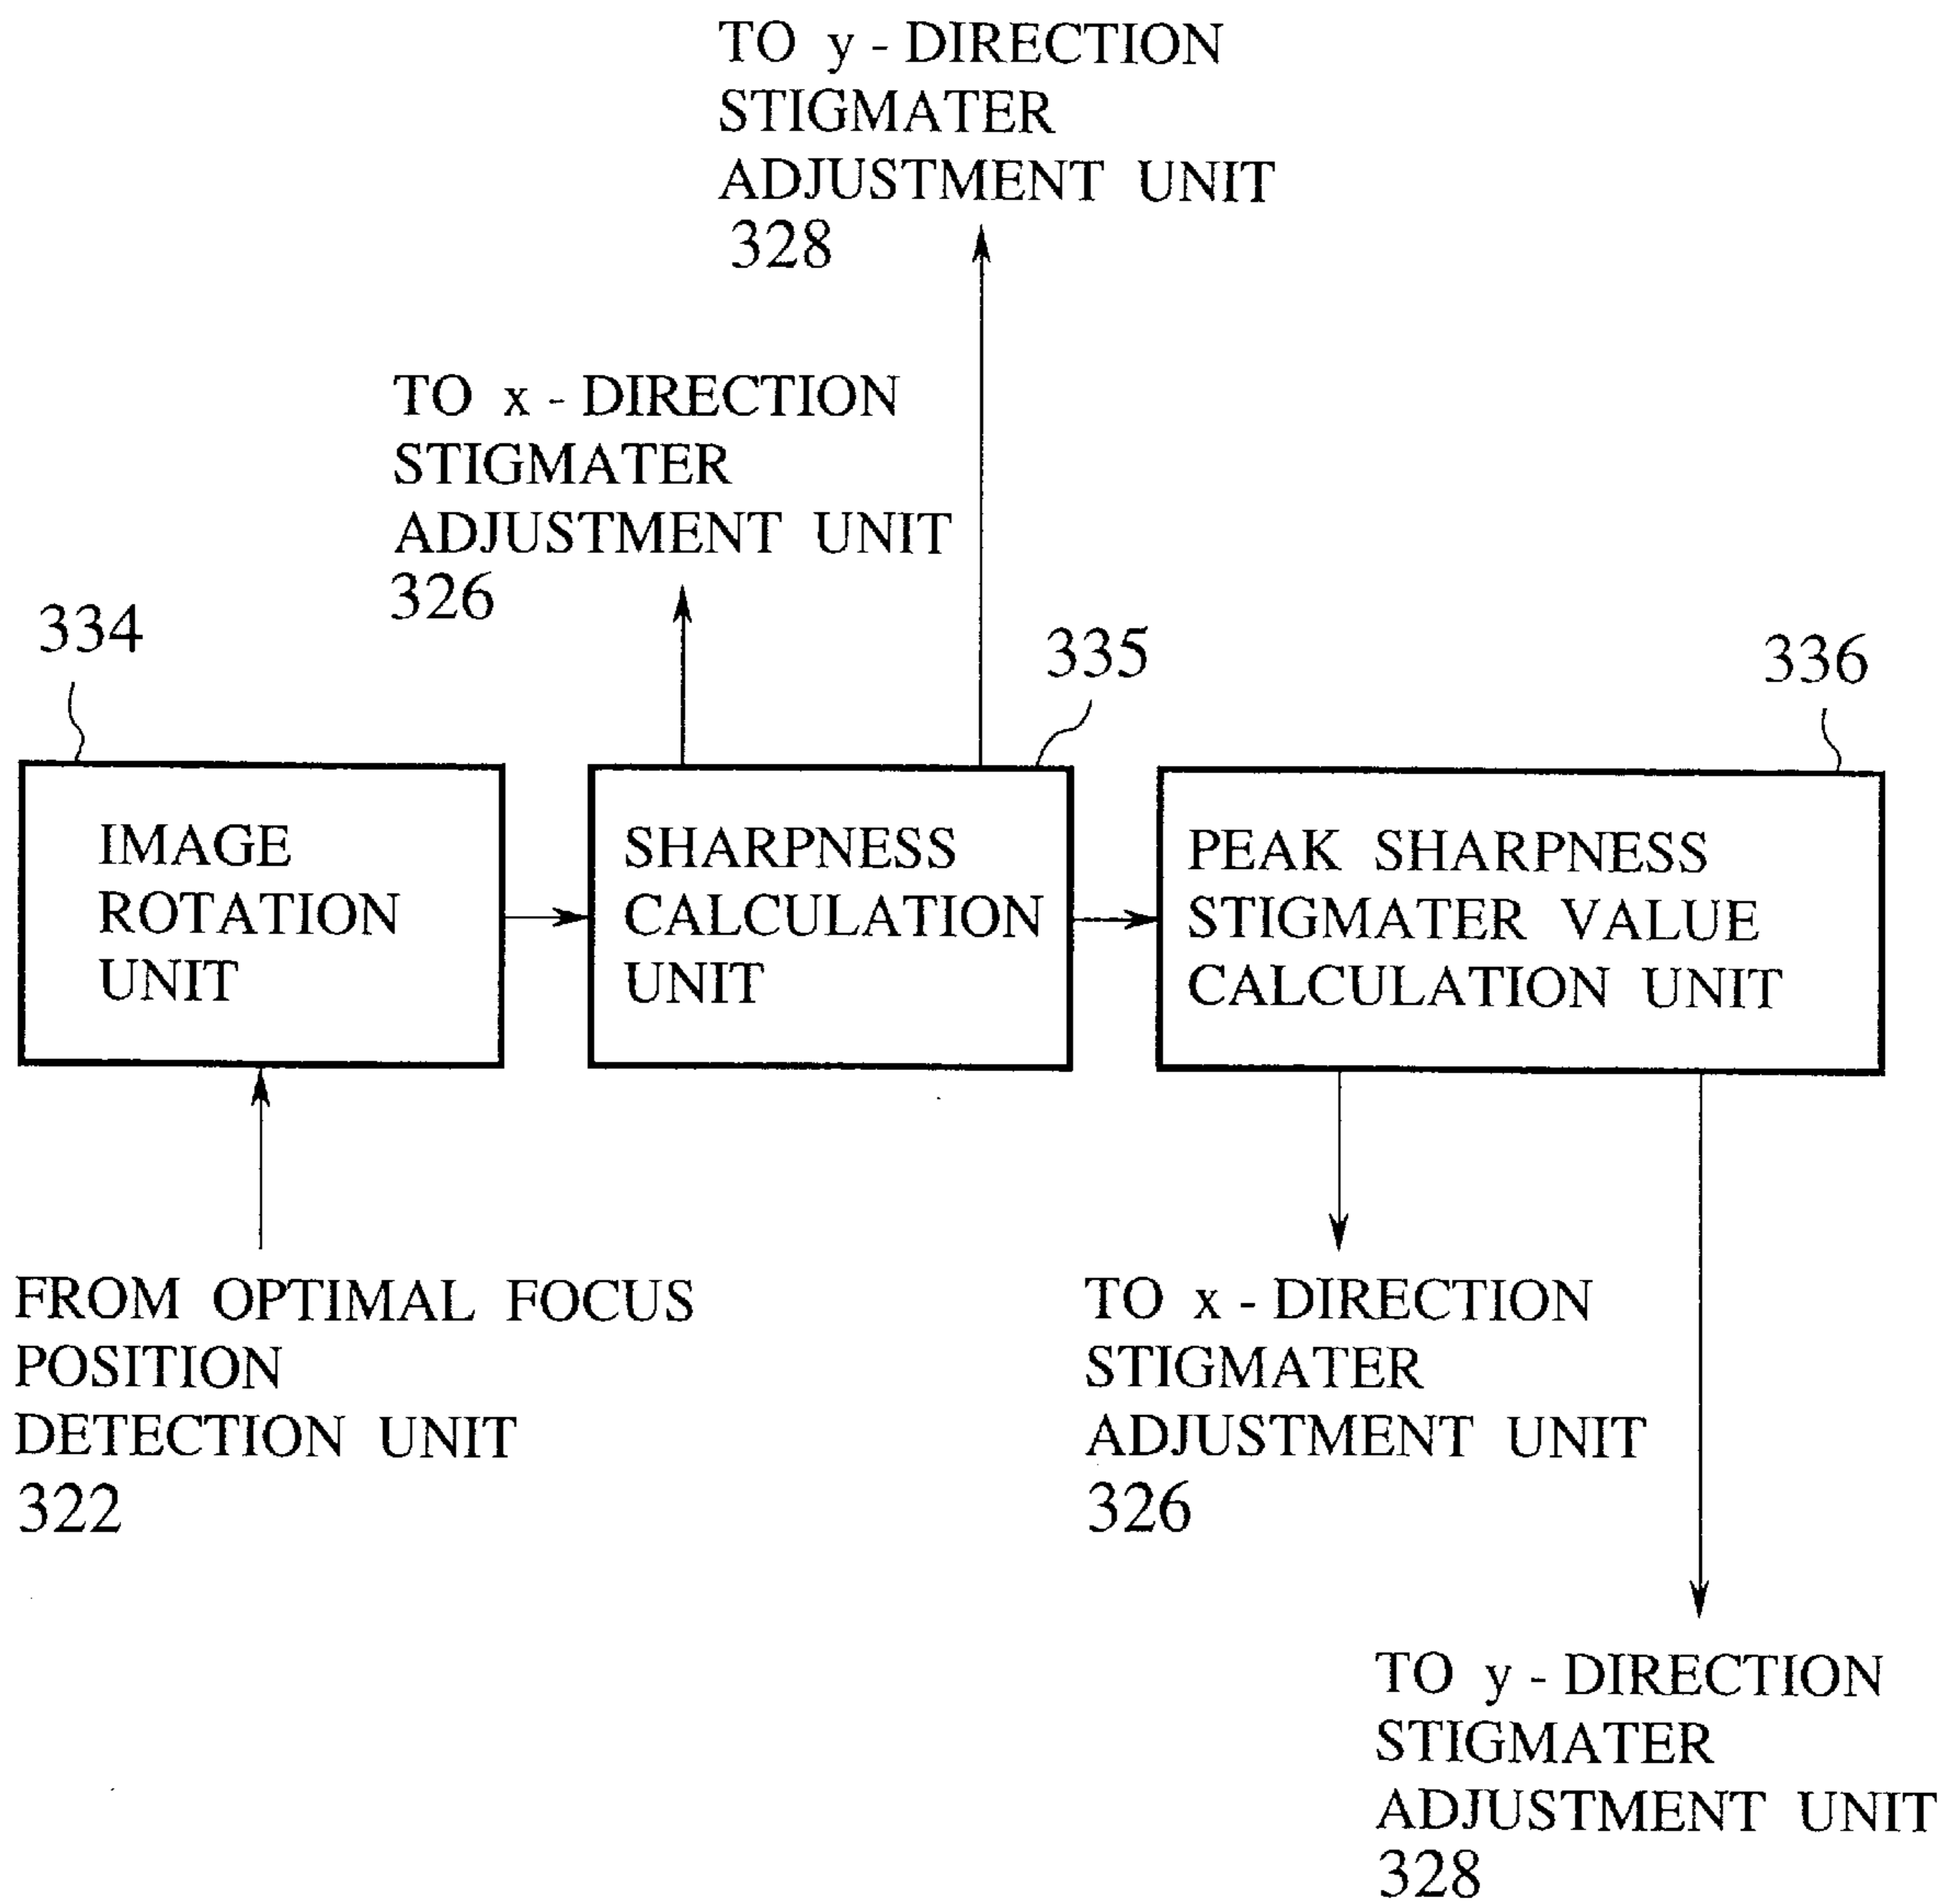 TO y - DIRECTION
STIGMATER
ADJUSTMENT UNIT
328
TO x - DIRECTION
STIGMATER
ADJUSTMENT UNIT
326
334
335
336
IMAGE
ROTATION
UNIT
SHARPNESS
CALCULATION
UNIT
PEAK SHARPNESS
STIGMATER VALUE
CALCULATION UNIT
FROM OPTIMAL FOCUS
POSITION
DETECTION UNIT
322
TO x - DIRECTION
STIGMATER
ADJUSTMENT UNIT
326
TO y - DIRECTION
STIGMATER
ADJUSTMENT UNIT
328